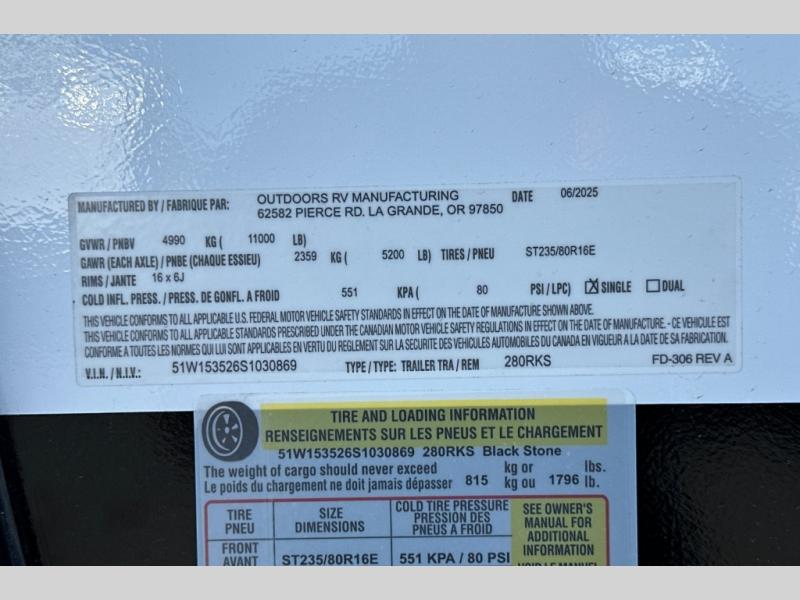 MANUFACTURED BY / FABRIQUE PAR: OUTDOORS RV MANUFACTURING DATE 06/2025
62582 PIERCE RD. LA GRANDE, OR 97850
GVWR / PNBV 4990 KG ( 11000 LB)
GAWR (EACH AXLE) / PNBE (CHAQUE ESSIEU) 2359 KG ( 5200 LB) TIRES / PNEU ST235/80R16E
RIMS / JANTE 16 x 6J
COLD INFL. PRESS. / PRESS. DE GONFL. A FROID 551 KPA ( 80 PSI / LPC) X SINGLE DUAL
THIS VEHICLE CONFORMS TO ALL APPLICABLE U.S. FEDERAL MOTOR VEHICLE SAFETY STANDARDS IN EFFECT ON THE DATE OF MANUFACTURE SHOWN ABOVE.
THIS VEHICLE CONFORMS TO ALL APPLICABLE STANDARDS PRESCRIBED UNDER THE CANADIAN MOTOR VEHICLE SAFETY REGULATIONS IN EFFECT ON THE DATE OF MANUFACTURE. - CE VEHICULE EST
CONFORME A TOUTES LES NORMES QUI LUI SONT APPLICABLES EN VERTU DU REGLEMENT SUR LA SECURITE DES VEHICULES AUTOMOBILES DU CANADA EN VIGUEUR A LA DATE DE SA FABRICATION.
V.I.N. / N.I.V.: 51W153526S1030869 TYPE / TYPE: TRAILER TRA / REM 280RKS FD-306 REV A
TIRE AND LOADING INFORMATION
RENSEIGNEMENTS SUR LES PNEUS ET LE CHARGEMENT
51W153526S1030869 280RKS Black Stone
The weight of cargo should never exceed kg or lbs.
Le poids du chargement ne doit jamais dépasser 815 kg ou 1796 lb.
TIRE
PNEU
SIZE
DIMENSIONS
COLD TIRE PRESSURE
PRESSION DES
PNEUS A FROID
SEE OWNER'S
MANUAL FOR
ADDITIONAL
INFORMATION
VOIR LE MANUEL
FRONT
AVANT
ST235/80R16E
551 KPA / 80 PSI